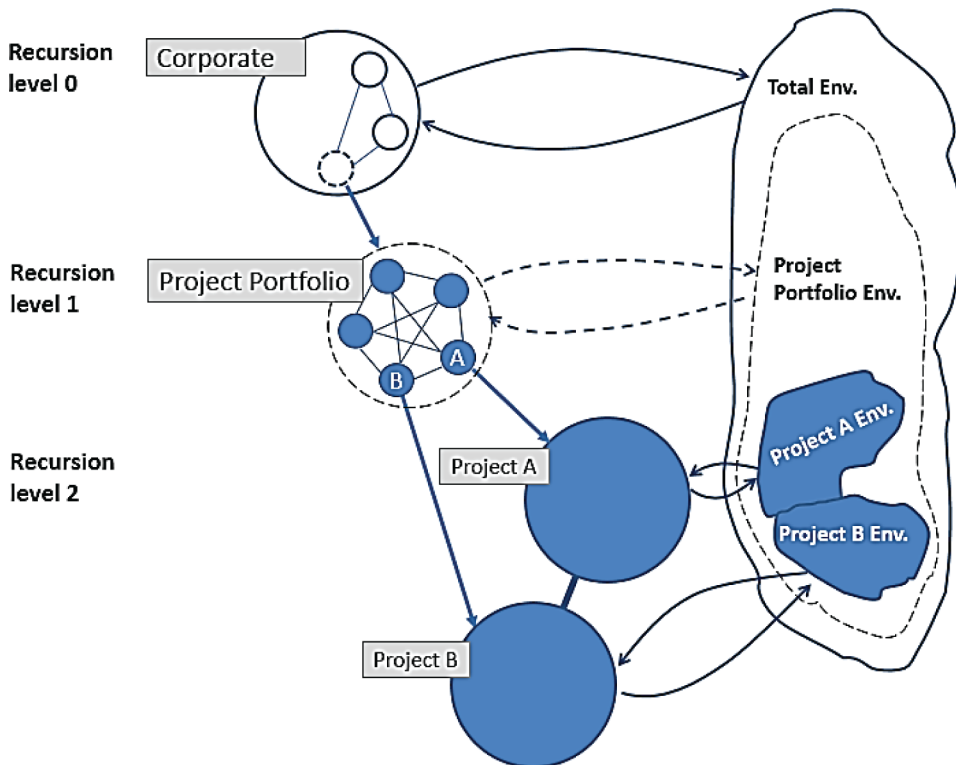 Recursion
level 0
Corporate
Total Env.
Recursion
level 1
Project Portfolio
Project
Portfolio Env.
A
B
Recursion
level 2
Project A
Project A Env.
Project B Env.
Project B